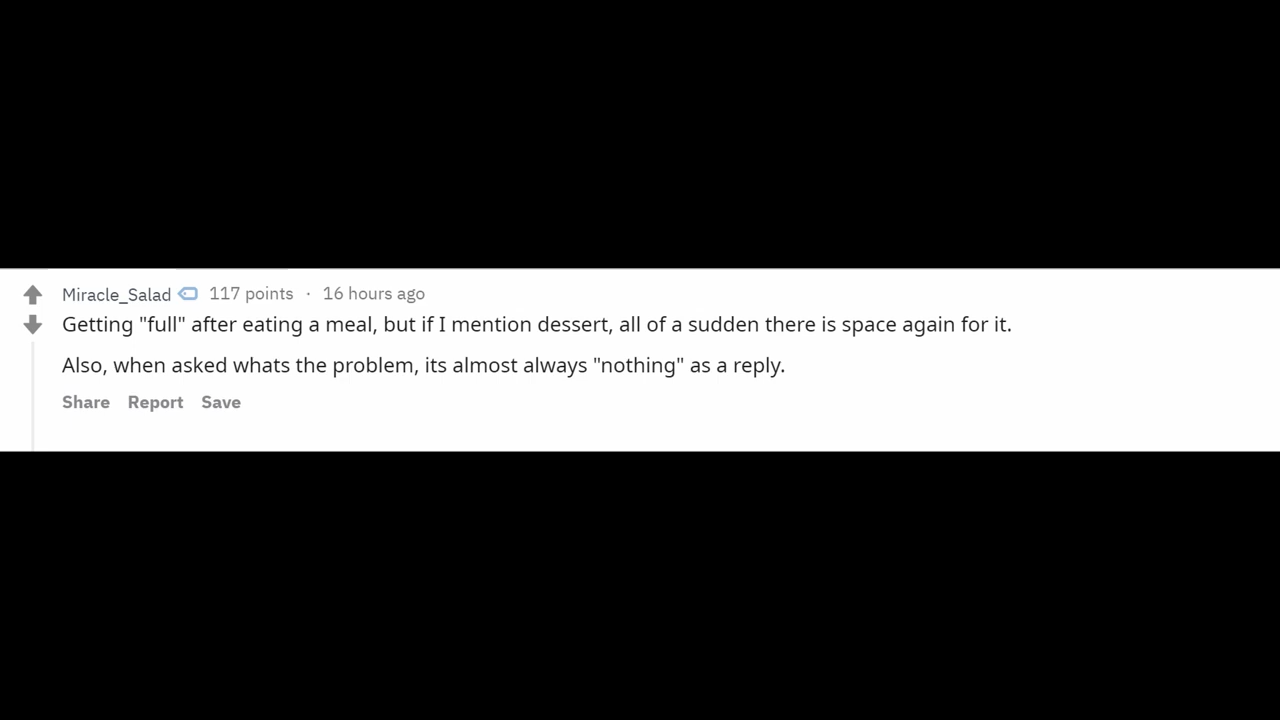 Miracle_Salad 117 points · 16 hours ago
Getting "full" after eating a meal, but if I mention dessert, all of a sudden there is space again for it.
Also, when asked whats the problem, its almost always "nothing" as a reply.
Share Report Save